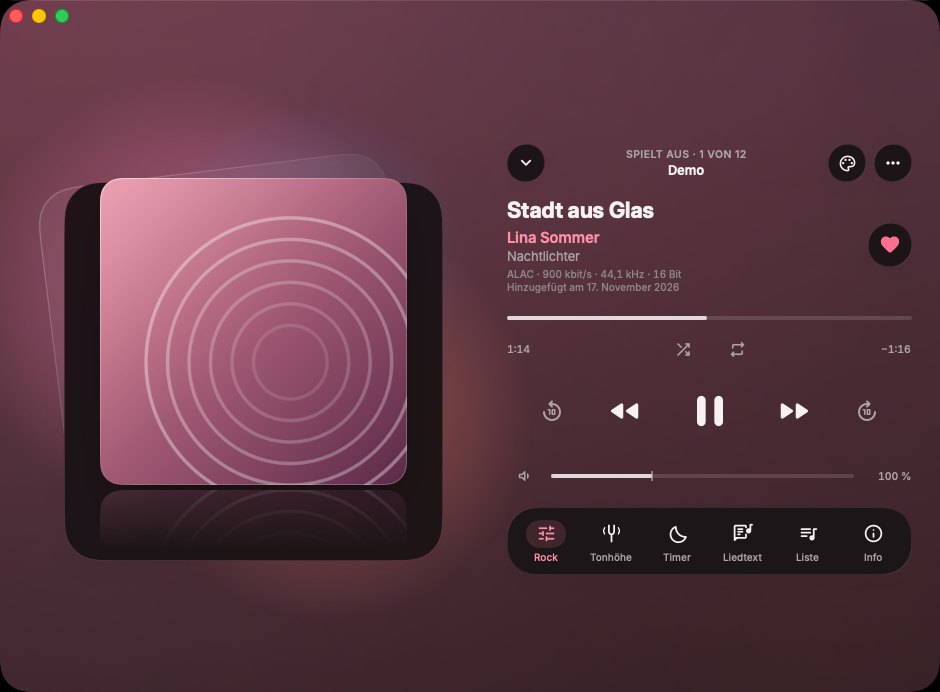 SPIELT AUS · 1 VON 12
Demo
Stadt aus Glas
Lina Sommer
Nachtlichter
ALAC · 900 kbit/s · 44,1 kHz · 16 Bit
Hinzugefügt am 17. November 2026
1:14
−1:16
10
10
100 %
Rock
Tonhöhe
Timer
Liedtext
Liste
Info